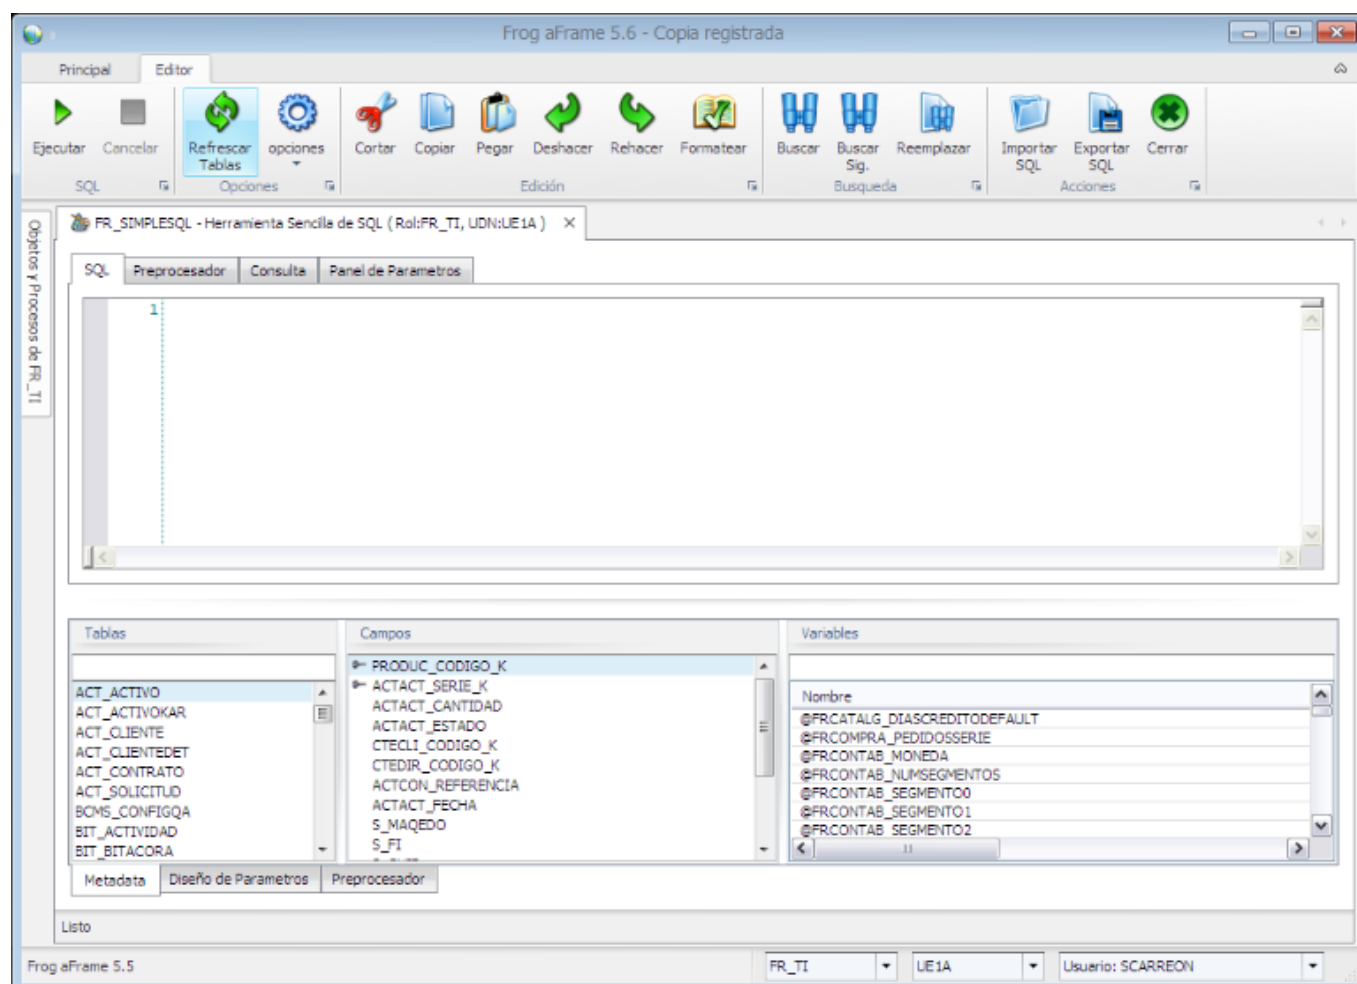 Frog aFrame 5.6 - Copia registrada
Principal Editor
Ejecutar Cancelar Refrescar Tablas opciones Cortar Copiar Pegar Deshacer Rehacer Formatear Buscar Buscar Sig. Reemplazar Importar SQL Exportar SQL Cerrar
SQL Opciones Edición Busqueda Acciones
Objetos y Procesos de FR_TI
FR_SIMPLESQL - Herramienta Sencilla de SQL ( Rol:FR_TI, UDN:UE1A )
SQL Preprocesador Consulta Panel de Parametros
1
Tablas
ACT_ACTIVO
ACT_ACTIVOKAR
ACT_CLIENTE
ACT_CLIENTEDET
ACT_CONTRATO
ACT_SOLICITUD
BCMS_CONFIGQA
BIT_ACTIVIDAD
BIT_BITACORA
Campos
PRODUC_CODIGO_K
ACTACT_SERIE_K
ACTACT_CANTIDAD
ACTACT_ESTADO
CTECLI_CODIGO_K
CTEDIR_CODIGO_K
ACTCON_REFERENCIA
ACTACT_FECHA
S_MAQEDO
S_FI
Variables
Nombre
@FRCATALG_DIASCREDITODEFAULT
@FRCOMPRA_PEDIDOSSERIE
@FRCONTAB_MONEDA
@FRCONTAB_NUMSEGMENTOS
@FRCONTAB_SEGMENTO0
@FRCONTAB_SEGMENTO1
@FRCONTAB_SEGMENTO2
Metadata Diseño de Parametros Preprocesador
Listo
Frog aFrame 5.5 FR_TI UE1A Usuario: SCARREON